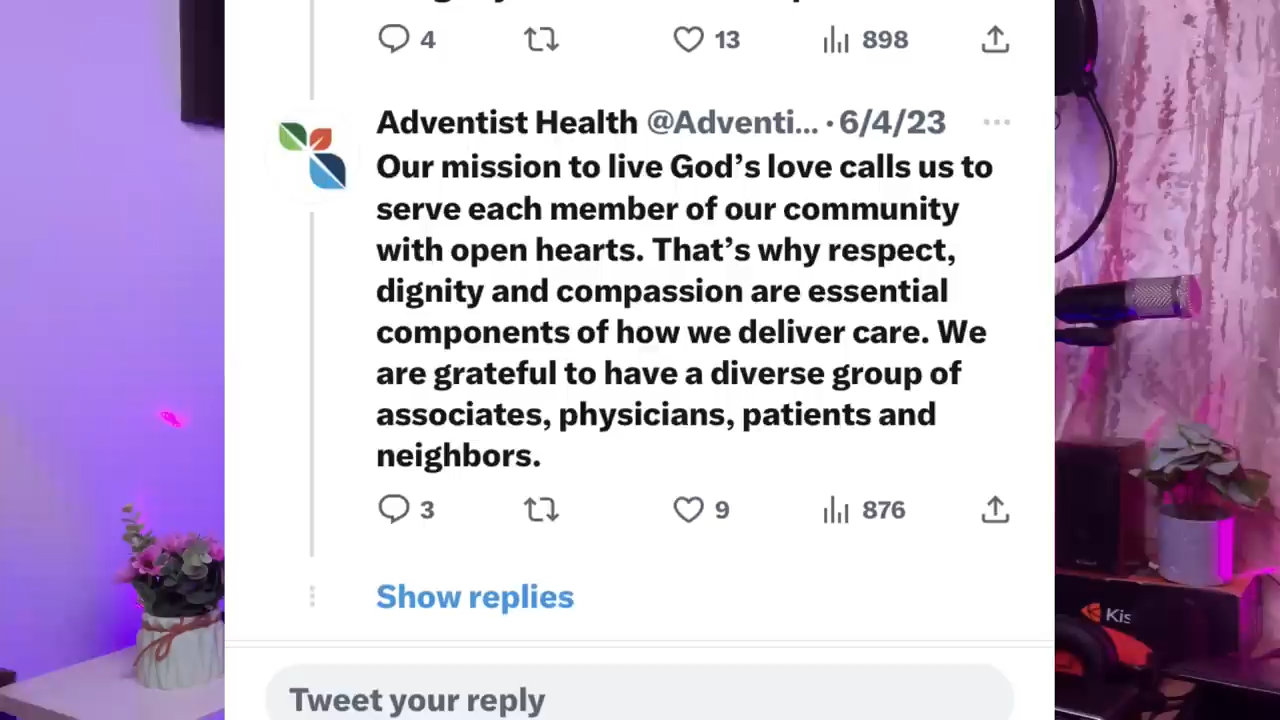 4 13 898
Adventist Health @Adventi... · 6/4/23
Our mission to live God’s love calls us to
serve each member of our community
with open hearts. That’s why respect,
dignity and compassion are essential
components of how we deliver care. We
are grateful to have a diverse group of
associates, physicians, patients and
neighbors.
3 9 876
Show replies
Tweet your reply
Kis